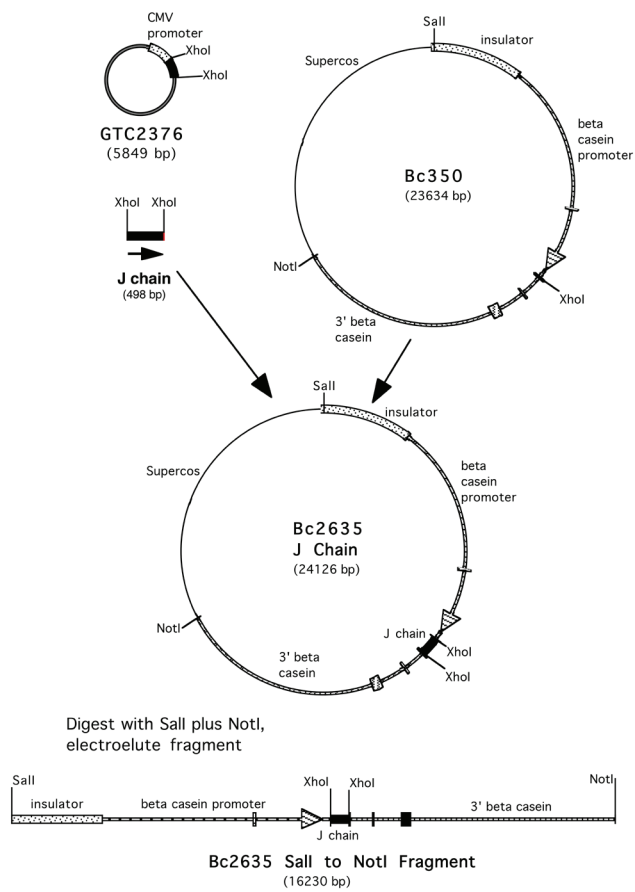 CMV
promoter
XhoI
XhoI
GTC2376
(5849 bp)
XhoI XhoI
J chain
(498 bp)
SalI
insulator
Supercos
beta
casein
promoter
Bc350
(23634 bp)
NotI
XhoI
3' beta
casein
SalI
insulator
Supercos
beta
casein
promoter
Bc2635
J Chain
(24126 bp)
NotI
J chain
XhoI
XhoI
3' beta
casein
Digest with SalI plus NotI,
electroelute fragment
SalI
XhoI XhoI
NotI
insulator
beta casein promoter
3' beta casein
J chain
Bc2635 SalI to NotI Fragment
(16230 bp)